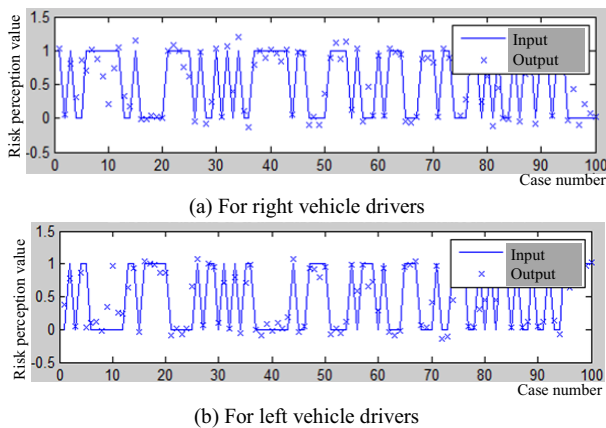 1.5
Input
Output
1
0.5
0
-0.5
Risk perception value
0 10 20 30 40 50 60 70 80 90 100
Case number
(a) For right vehicle drivers
1.5
Input
Output
1
0.5
0
-0.5
Risk perception value
0 10 20 30 40 50 60 70 80 90 100
Case number
(b) For left vehicle drivers